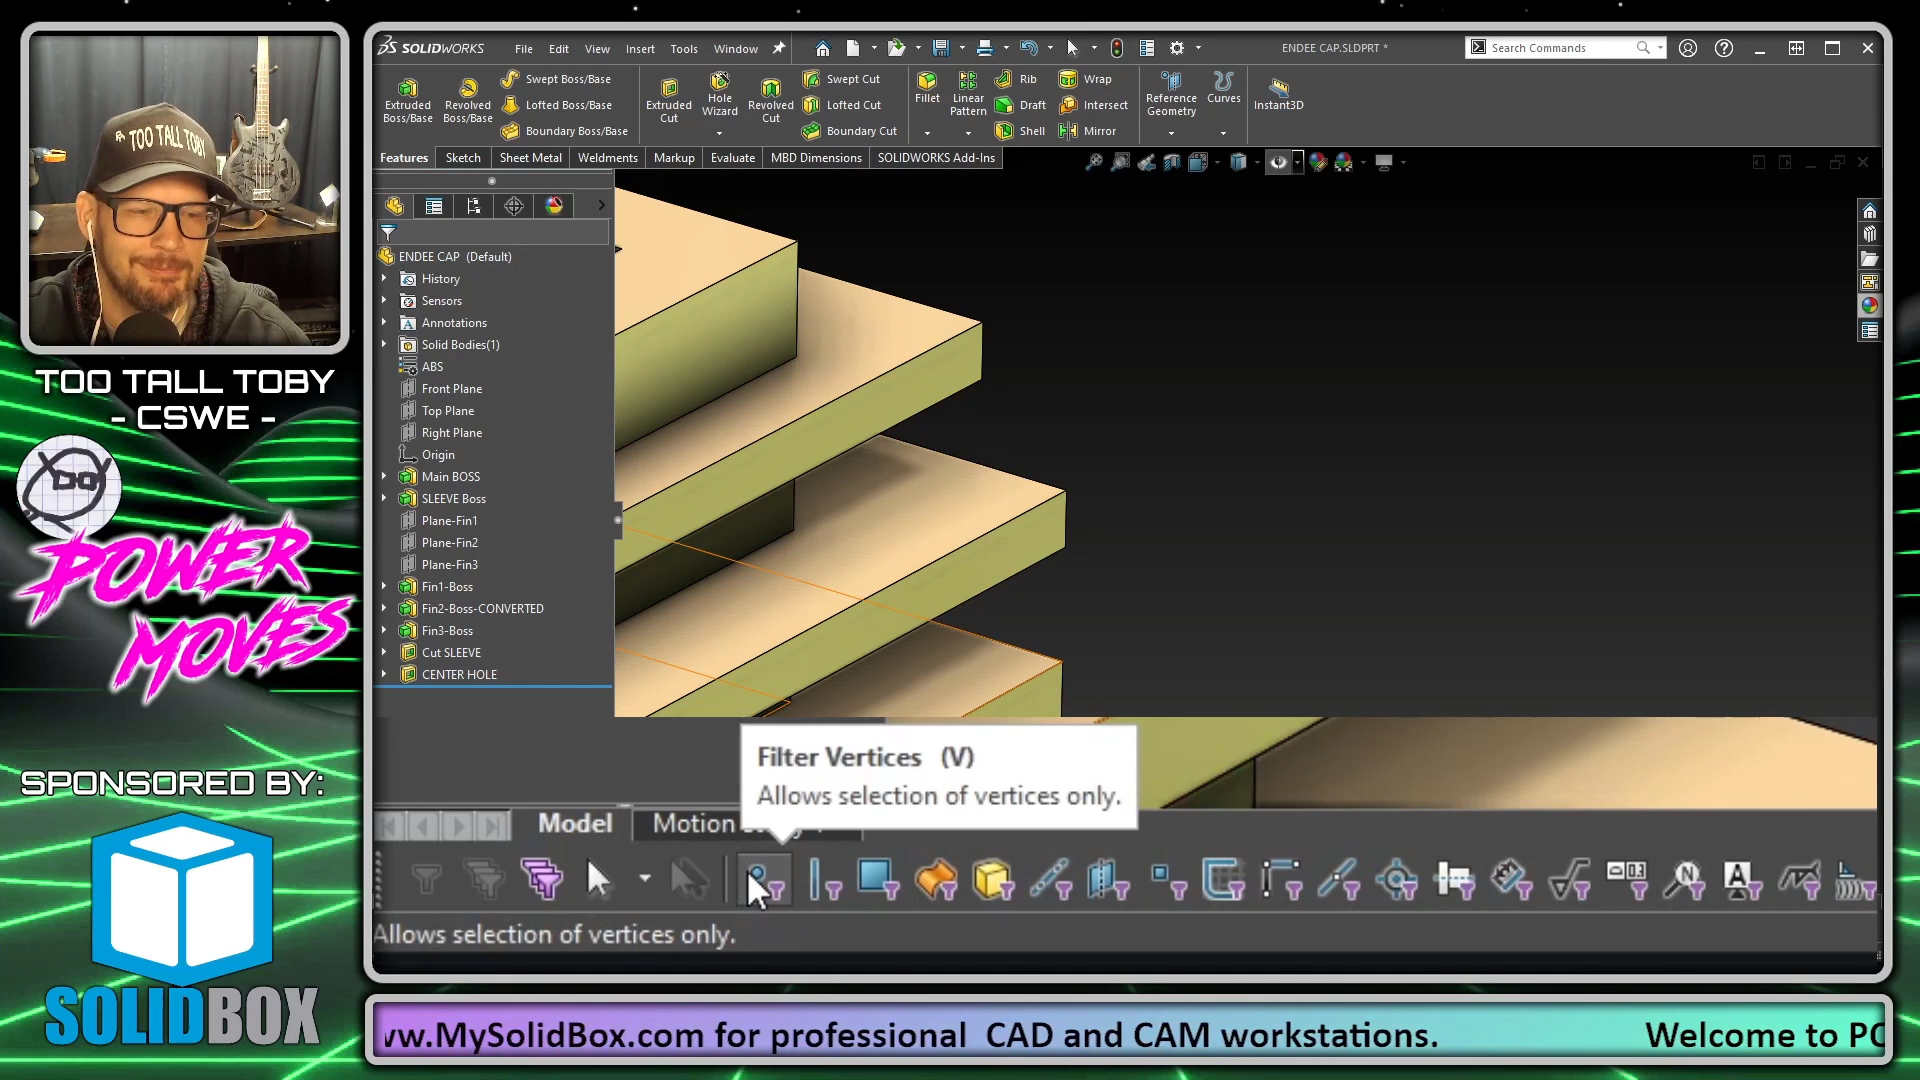 TOO TALL TOBY
TOO TALL TOBY
- CSWE -
POWER
MOVES
SPONSORED BY:
SOLIDBOX
SOLIDWORKS
File Edit View Insert Tools Window
ENDEE CAP.SLDPRT *
Search Commands
Extruded Boss/Base
Revolved Boss/Base
Swept Boss/Base
Lofted Boss/Base
Boundary Boss/Base
Extruded Cut
Hole Wizard
Revolved Cut
Swept Cut
Lofted Cut
Boundary Cut
Fillet
Linear Pattern
Rib
Draft
Shell
Wrap
Intersect
Mirror
Reference Geometry
Curves
Instant3D
Features Sketch Sheet Metal Weldments Markup Evaluate MBD Dimensions SOLIDWORKS Add-Ins
ENDEE CAP (Default)
History
Sensors
Annotations
Solid Bodies(1)
ABS
Front Plane
Top Plane
Right Plane
Origin
Main BOSS
SLEEVE Boss
Plane-Fin1
Plane-Fin2
Plane-Fin3
Fin1-Boss
Fin2-Boss-CONVERTED
Fin3-Boss
Cut SLEEVE
CENTER HOLE
Filter Vertices (V)
Allows selection of vertices only.
Model Motion
Allows selection of vertices only.
w.MySolidBox.com for professional CAD and CAM workstations. Welcome to PO